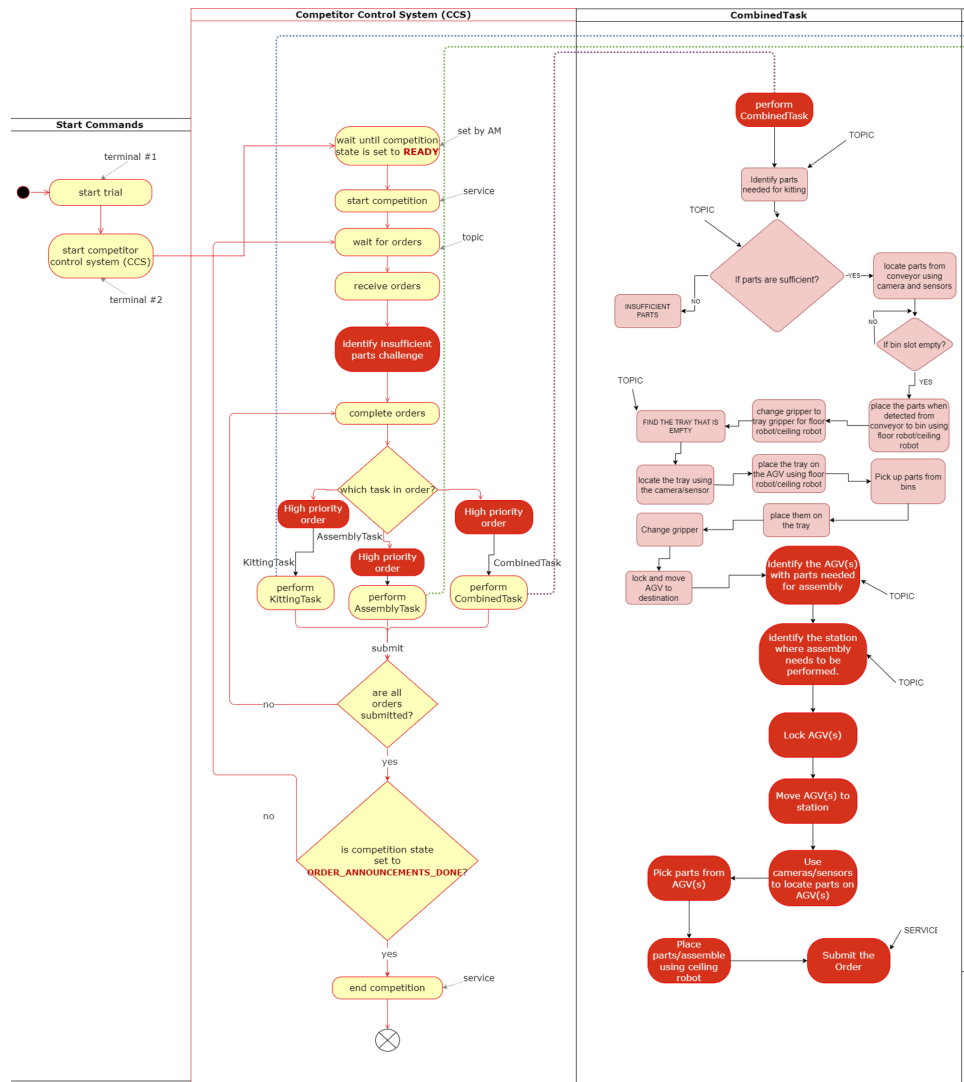 Competitor Control System (CCS)
CombinedTask
Start Commands
terminal #1
start trial
start competitor
control system (CCS)
terminal #2
wait until competition
state is set to READY
set by AM
start competition
service
wait for orders
topic
receive orders
identify insufficient
parts challenge
complete orders
which task in order?
High priority
order
High priority
order
AssemblyTask
High priority
order
KittingTask
CombinedTask
perform
KittingTask
perform
AssemblyTask
perform
CombinedTask
submit
are all
orders
submitted?
no
yes
no
is competition state
set to
ORDER_ANNOUNCEMENTS_DONE?
yes
end competition
service
perform
CombinedTask
TOPIC
Identify parts
needed for kitting
TOPIC
If parts are sufficient?
YES
locate parts from
conveyor using
camera and sensors
NO
INSUFFICIENT
PARTS
NO
If bin slot empty?
YES
place the parts when
detected from
conveyor to bin using
floor robot/ceiling
robot
change gripper to
tray gripper for floor
robot/ceiling robot
TOPIC
FIND THE TRAY THAT IS
EMPTY
locate the tray using
the camera/sensor
place the tray on
the AGV using floor
robot/ceiling robot
Pick up parts from
bins
place them on
the tray
Change gripper
lock and move
AGV to
destination
identify the AGV(s)
with parts needed
for assembly
TOPIC
identify the station
where assembly
needs to be
performed.
TOPIC
Lock AGV(s)
Move AGV(s) to
station
Use
cameras/sensors
to locate parts on
AGV(s)
Pick parts from
AGV(s)
Place
parts/assemble
using ceiling
robot
Submit the
Order
SERVICE